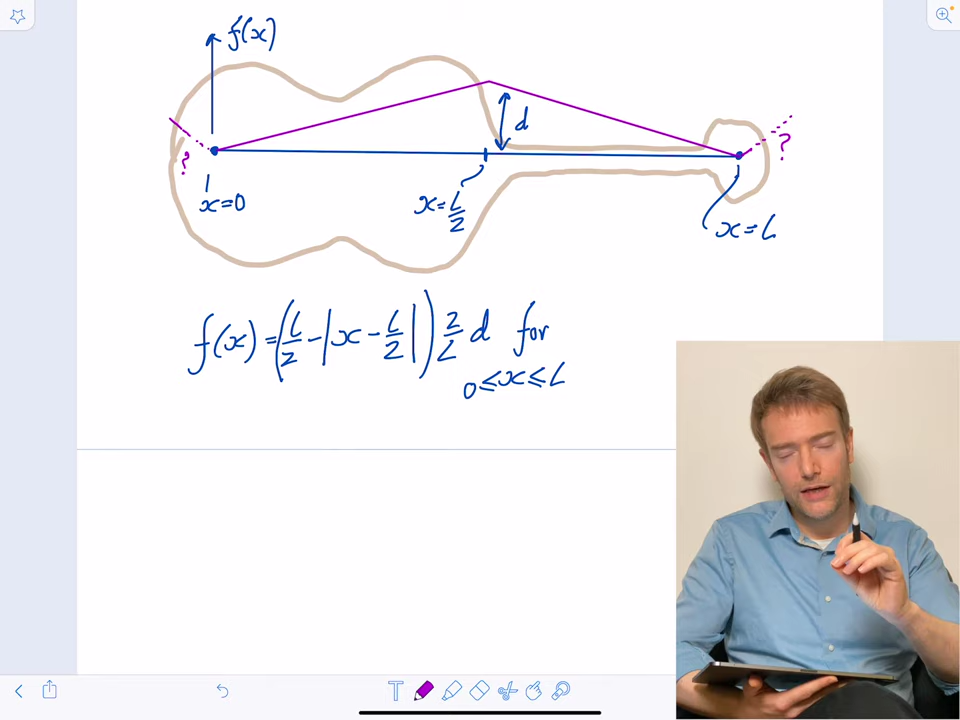 f(x)
d
?
?
x=0
x=L/2
x=L
f(x)=(L/2-|x-L/2|)2/L d for
0≤x≤L
T